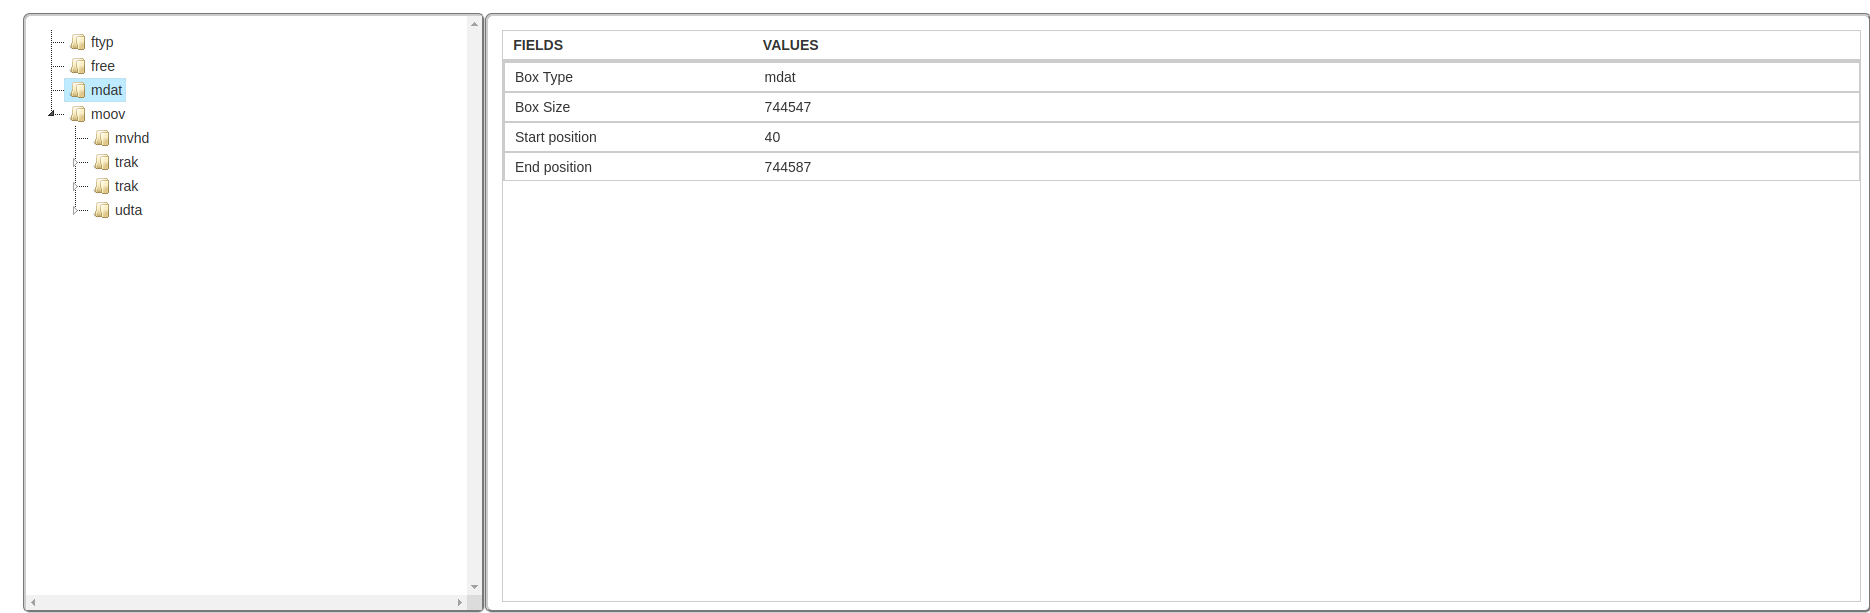 ftyp
free
mdat
moov
mvhd
trak
trak
udta
FIELDS VALUES
Box Type mdat
Box Size 744547
Start position 40
End position 744587